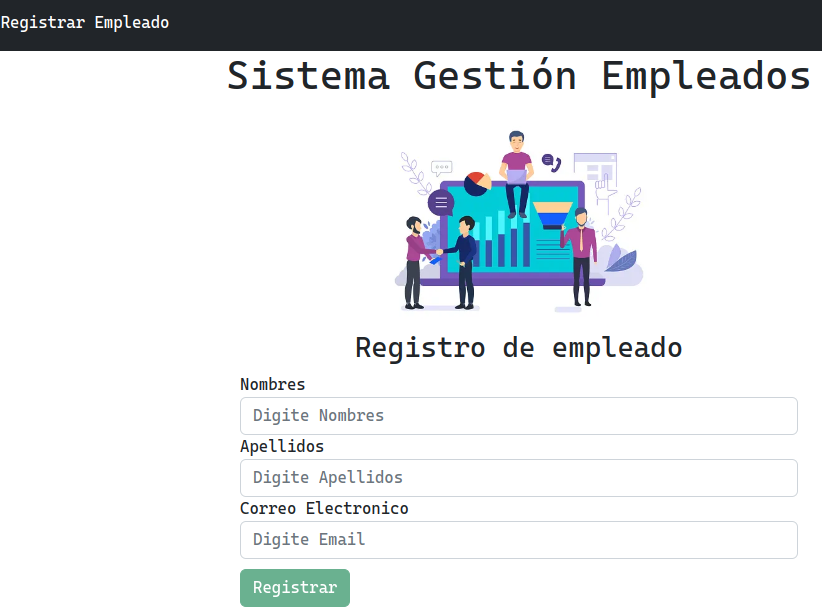 Registrar Empleado
Sistema Gestión Empleados
Registro de empleado
Nombres
Digite Nombres
Apellidos
Digite Apellidos
Correo Electronico
Digite Email
Registrar